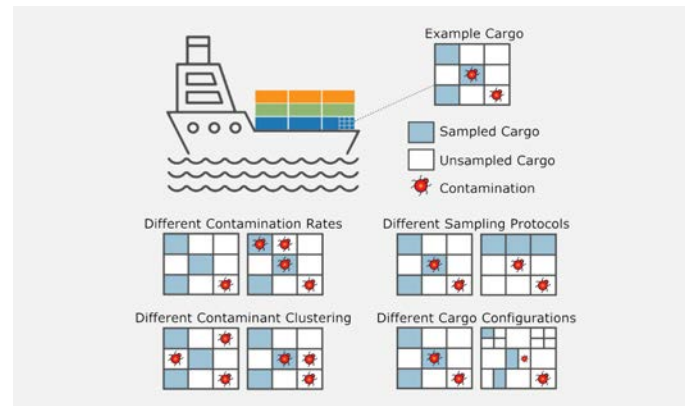 Example Cargo
Sampled Cargo
Unsampled Cargo
Contamination
Different Contamination Rates
Different Sampling Protocols
Different Contaminant Clustering
Different Cargo Configurations